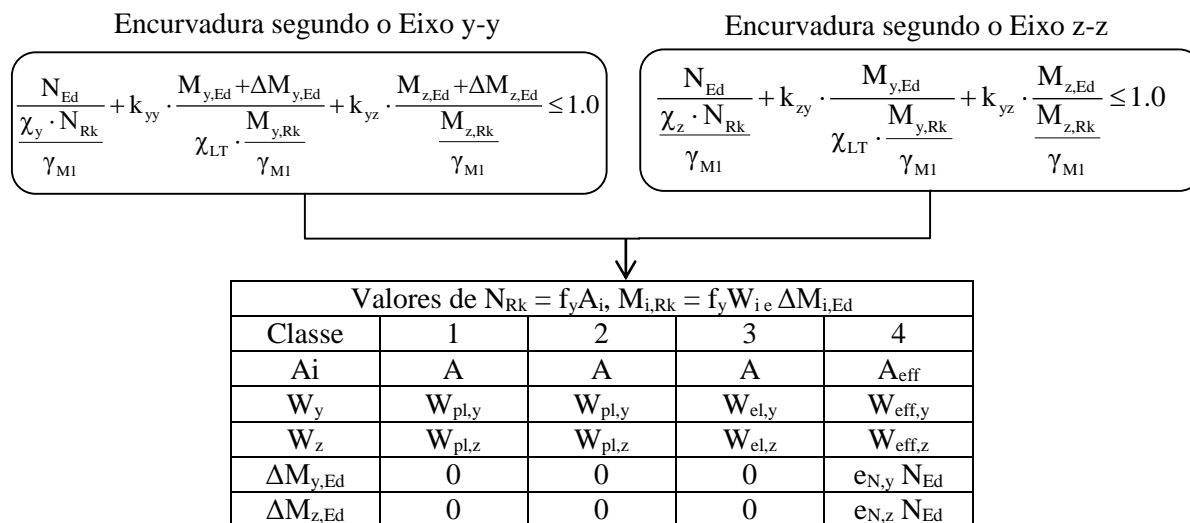 Encurvadura segundo o Eixo y-y
Encurvadura segundo o Eixo z-z
N_Ed / (χ_y · N_Rk / γ_M1) + k_yy · (M_y,Ed + ΔM_y,Ed) / (χ_LT · M_y,Rk / γ_M1) + k_yz · (M_z,Ed + ΔM_z,Ed) / (M_z,Rk / γ_M1) ≤ 1.0
N_Ed / (χ_z · N_Rk / γ_M1) + k_zy · M_y,Ed / (χ_LT · M_y,Rk / γ_M1) + k_yz · M_z,Ed / (M_z,Rk / γ_M1) ≤ 1.0
Valores de N_Rk = f_yA_i, M_i,Rk = f_yW_i e ΔM_i,Ed
Classe 1 2 3 4
Ai A A A A_eff
W_y W_pl,y W_pl,y W_el,y W_eff,y
W_z W_pl,z W_pl,z W_el,z W_eff,z
ΔM_y,Ed 0 0 0 e_N,y N_Ed
ΔM_z,Ed 0 0 0 e_N,z N_Ed